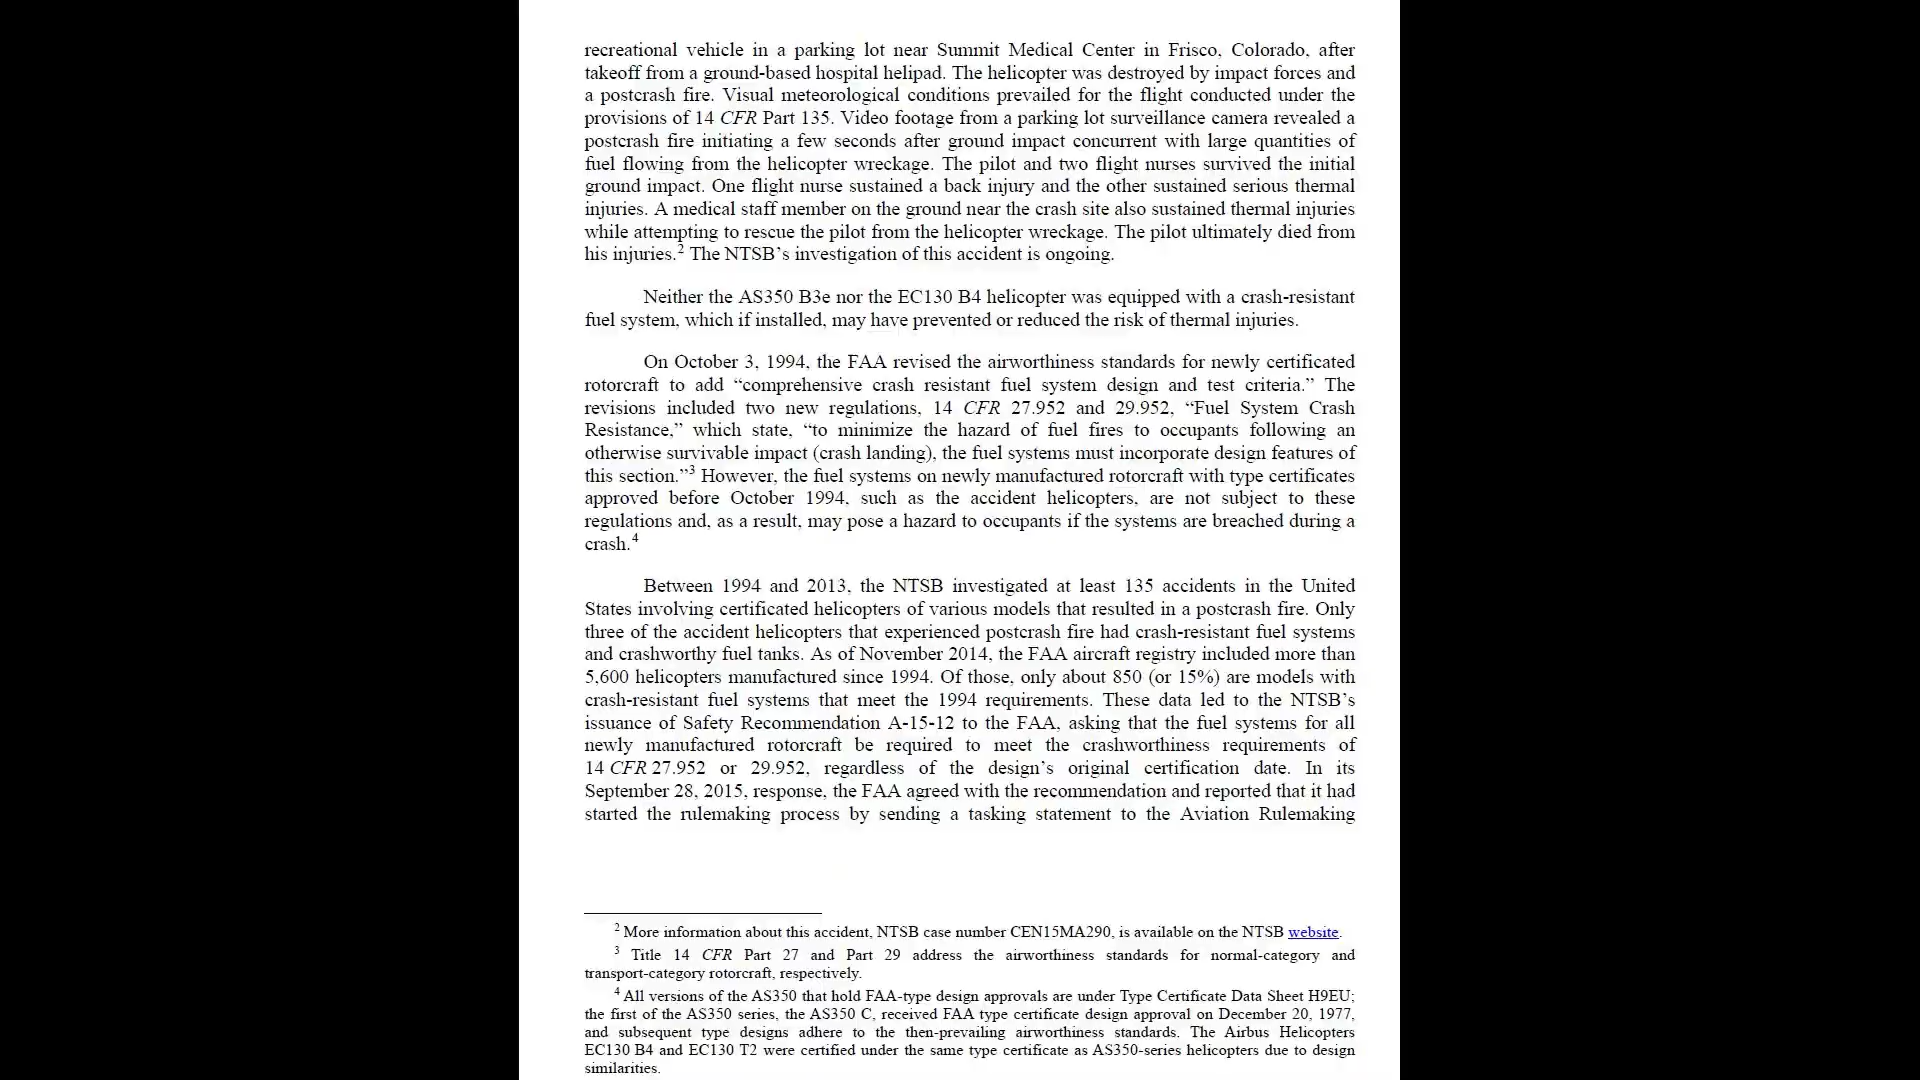 recreational vehicle in a parking lot near Summit Medical Center in Frisco, Colorado, after
takeoff from a ground-based hospital helipad. The helicopter was destroyed by impact forces and
a postcrash fire. Visual meteorological conditions prevailed for the flight conducted under the
provisions of 14 CFR Part 135. Video footage from a parking lot surveillance camera revealed a
postcrash fire initiating a few seconds after ground impact concurrent with large quantities of
fuel flowing from the helicopter wreckage. The pilot and two flight nurses survived the initial
ground impact. One flight nurse sustained a back injury and the other sustained serious thermal
injuries. A medical staff member on the ground near the crash site also sustained thermal injuries
while attempting to rescue the pilot from the helicopter wreckage. The pilot ultimately died from
his injuries.2 The NTSB's investigation of this accident is ongoing.
Neither the AS350 B3e nor the EC130 B4 helicopter was equipped with a crash-resistant
fuel system, which if installed, may have prevented or reduced the risk of thermal injuries.
On October 3, 1994, the FAA revised the airworthiness standards for newly certificated
rotorcraft to add “comprehensive crash resistant fuel system design and test criteria.” The
revisions included two new regulations, 14 CFR 27.952 and 29.952, “Fuel System Crash
Resistance,” which state, “to minimize the hazard of fuel fires to occupants following an
otherwise survivable impact (crash landing), the fuel systems must incorporate design features of
this section.”3 However, the fuel systems on newly manufactured rotorcraft with type certificates
approved before October 1994, such as the accident helicopters, are not subject to these
regulations and, as a result, may pose a hazard to occupants if the systems are breached during a
crash.4
Between 1994 and 2013, the NTSB investigated at least 135 accidents in the United
States involving certificated helicopters of various models that resulted in a postcrash fire. Only
three of the accident helicopters that experienced postcrash fire had crash-resistant fuel systems
and crashworthy fuel tanks. As of November 2014, the FAA aircraft registry included more than
5,600 helicopters manufactured since 1994. Of those, only about 850 (or 15%) are models with
crash-resistant fuel systems that meet the 1994 requirements. These data led to the NTSB's
issuance of Safety Recommendation A-15-12 to the FAA, asking that the fuel systems for all
newly manufactured rotorcraft be required to meet the crashworthiness requirements of
14 CFR 27.952 or 29.952, regardless of the design's original certification date. In its
September 28, 2015, response, the FAA agreed with the recommendation and reported that it had
started the rulemaking process by sending a tasking statement to the Aviation Rulemaking
2 More information about this accident, NTSB case number CEN15MA290, is available on the NTSB website.
3 Title 14 CFR Part 27 and Part 29 address the airworthiness standards for normal-category and
transport-category rotorcraft, respectively.
4 All versions of the AS350 that hold FAA-type design approvals are under Type Certificate Data Sheet H9EU;
the first of the AS350 series, the AS350 C, received FAA type certificate design approval on December 20, 1977,
and subsequent type designs adhere to the then-prevailing airworthiness standards. The Airbus Helicopters
EC130 B4 and EC130 T2 were certified under the same type certificate as AS350-series helicopters due to design
similarities.